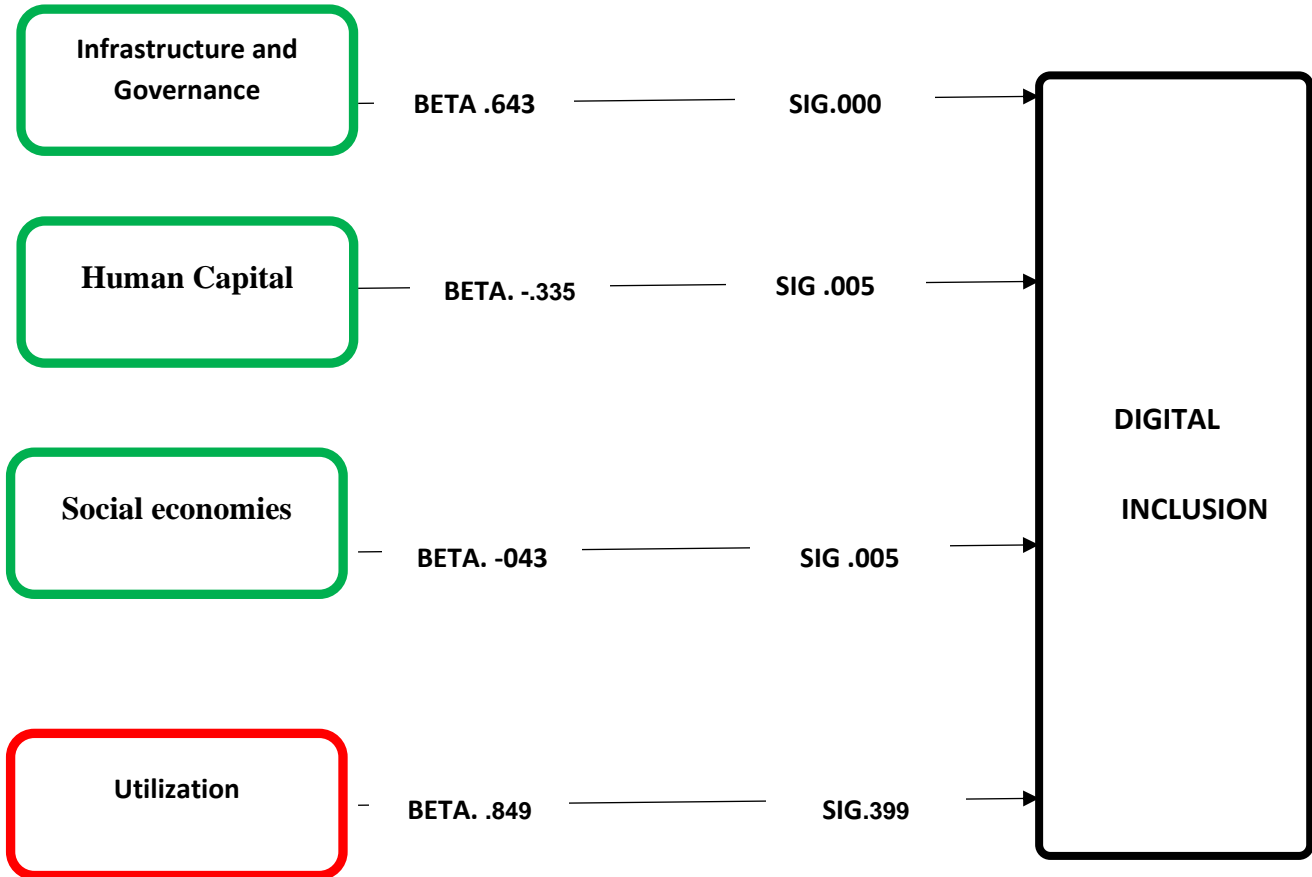 Infrastructure and
Governance
BETA .643 SIG.000
Human Capital
BETA. -.335 SIG .005
DIGITAL
INCLUSION
Social economies
BETA. -043 SIG .005
Utilization
BETA. .849 SIG.399